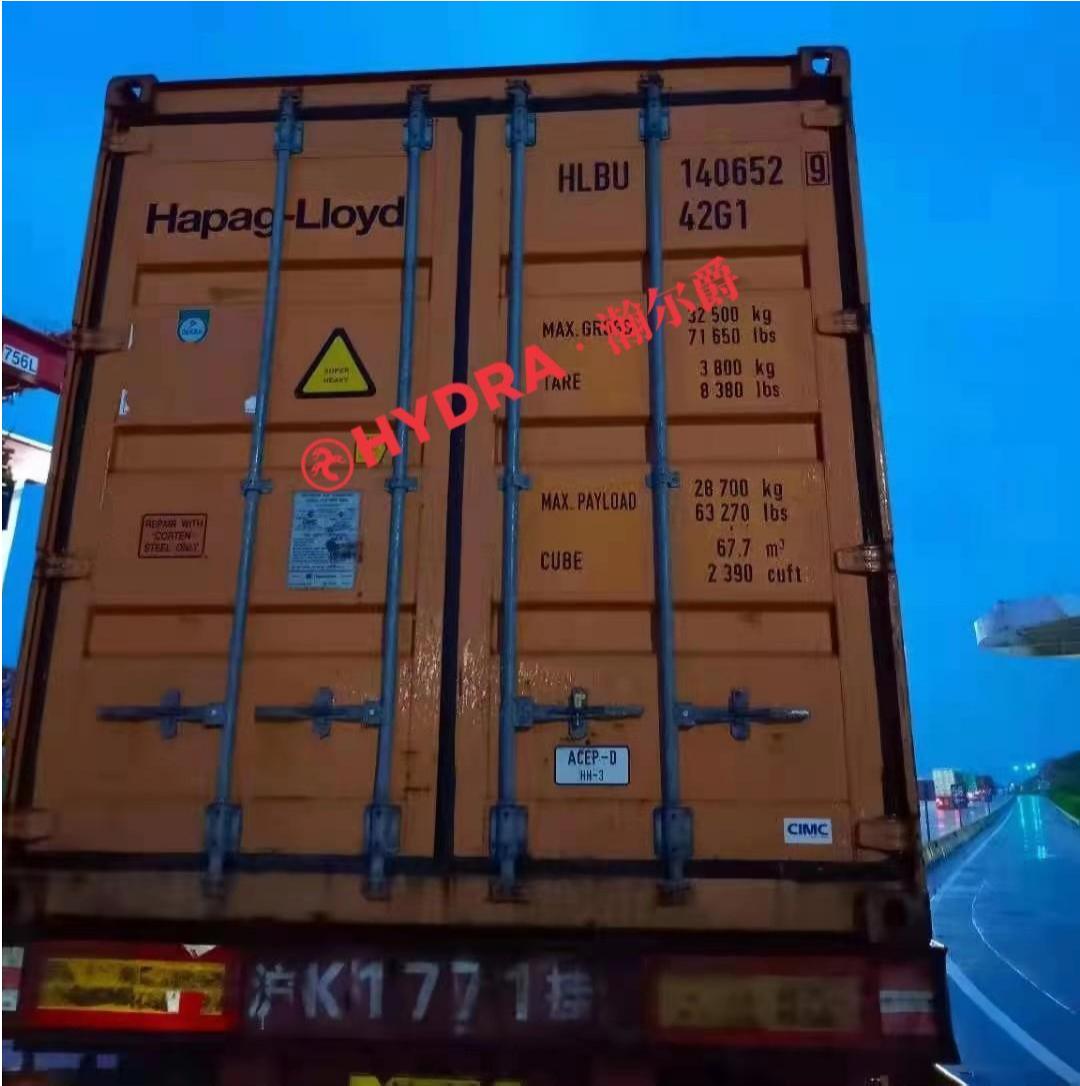 HLBU 140652 9
42G1
Hapag-Lloyd
DEKRA
MAX. GROSS 32 500 kg
71 650 lbs
TARE 3 800 kg
8 380 lbs
SUPER
HEAVY
756L
HYDRA·瀚尔爵
MAX. PAYLOAD 28 700 kg
63 270 lbs
CUBE 67.7 m³
2 390 cuft
REPAIR WITH
"CORTEN"
STEEL ONLY
ACEP-D
HH-3
CIMC
沪K1771挂